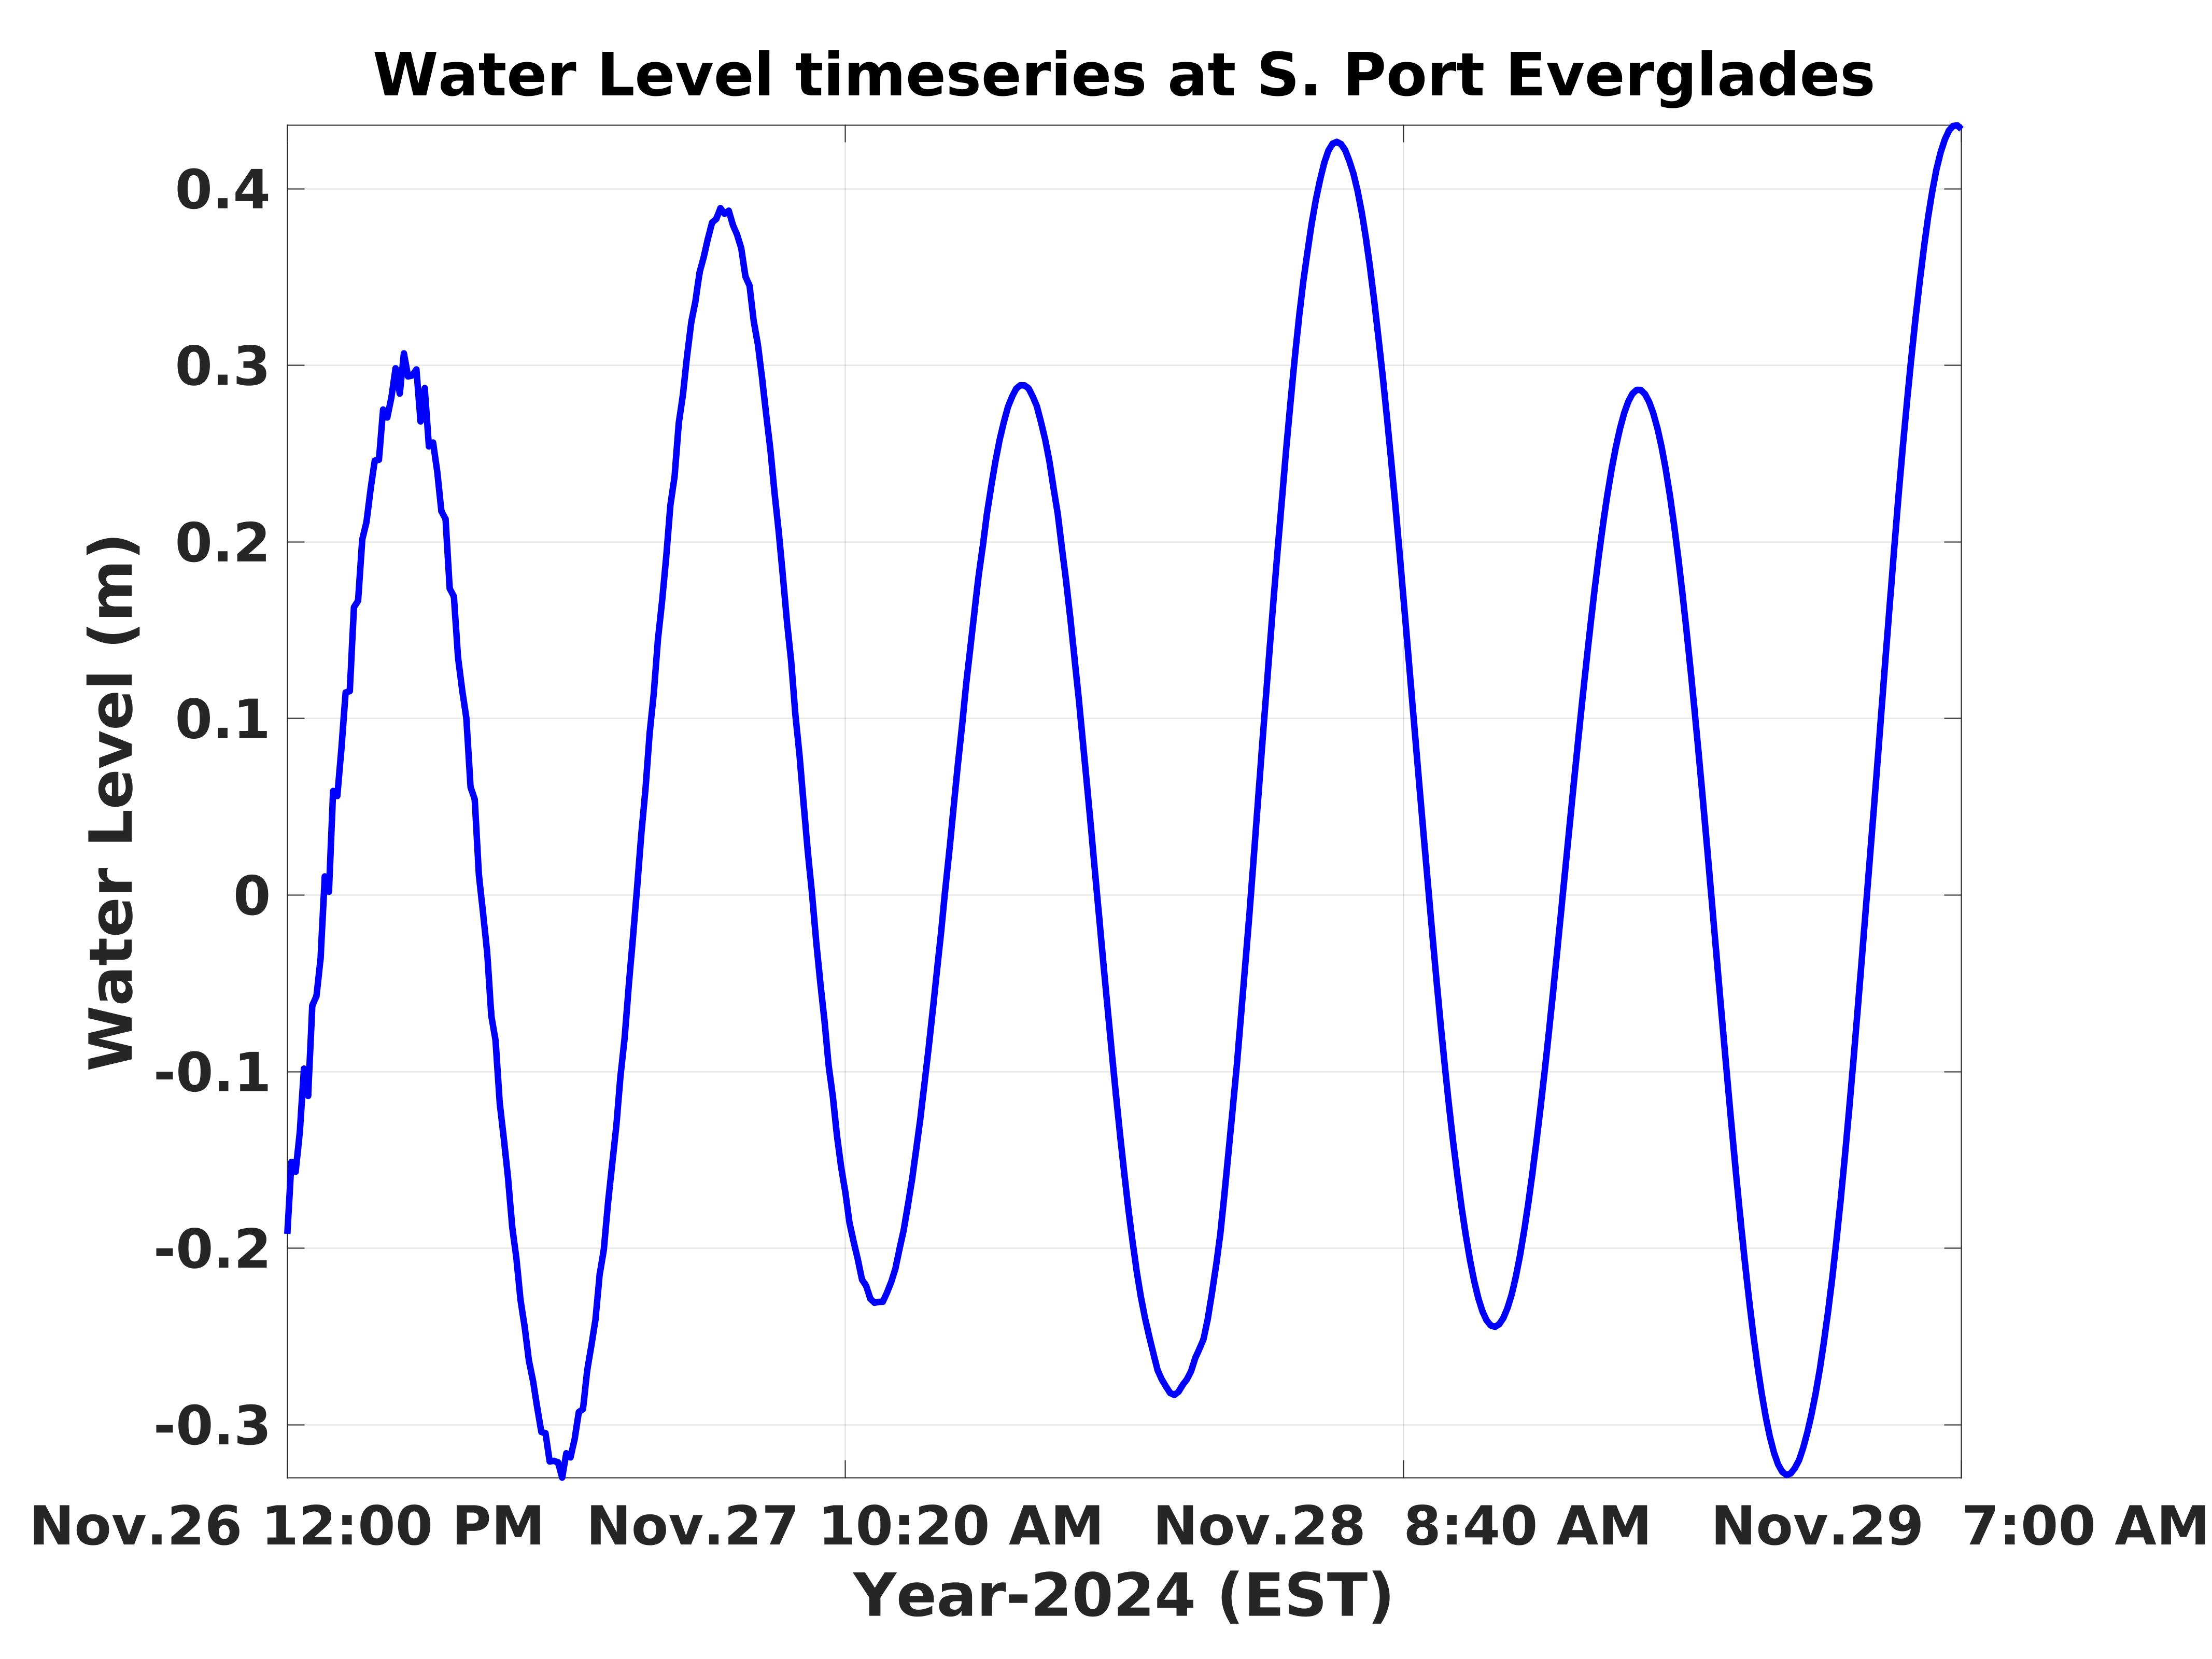 Water Level timeseries at S. Port Everglades
Water Level (m)
0.4
0.3
0.2
0.1
0
-0.1
-0.2
-0.3
Nov.26 12:00 PM Nov.27 10:20 AM Nov.28 8:40 AM Nov.29 7:00 AM
Year-2024 (EST)